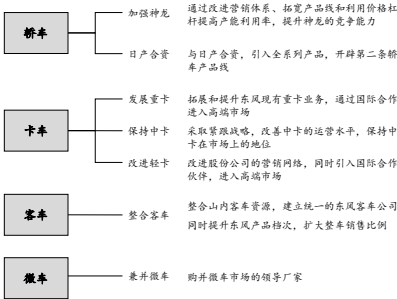 轿车
加强神龙
通过改进营销体系、拓宽产品线和利用价格杠
杆提高产能利用率，提升神龙的竞争能力
日产合资
与日产合资，引入全系列产品，开辟第二条轿
车产品线
卡车
发展重卡
拓展和提升东风现有重卡业务，通过国际合作
进入高端市场
保持中卡
采取紧跟战略，改善中卡的运营水平，保持中
卡在市场上的地位
改进轻卡
改进股份公司的营销网络，同时引入国际合作
伙伴，进入高端市场
客车
整合客车
整合山内客车资源，建立统一的东风客车公司
同时提升东风产品档次，扩大整车销售比例
微车
兼并微车
购并微车市场的领导厂家